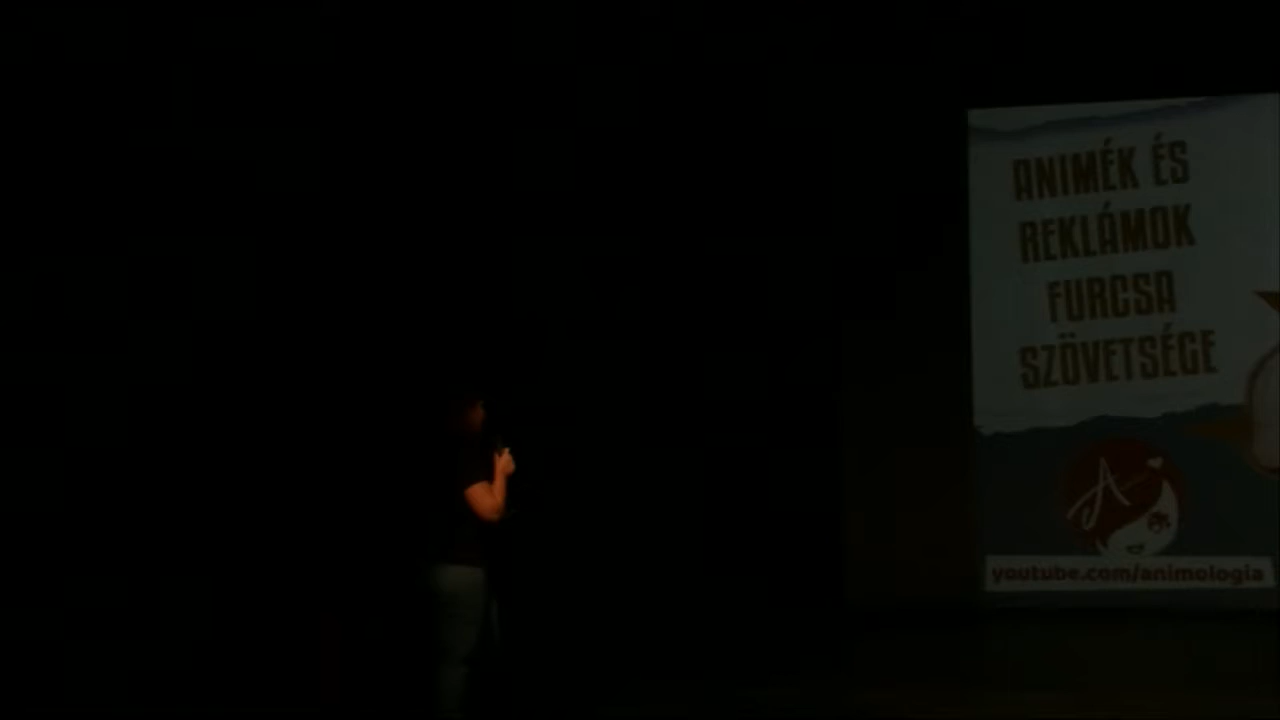 ANIMÉK ÉS
REKLÁMOK
FURCSA
SZÖVETSÉGE
A
youtube.com/animologia